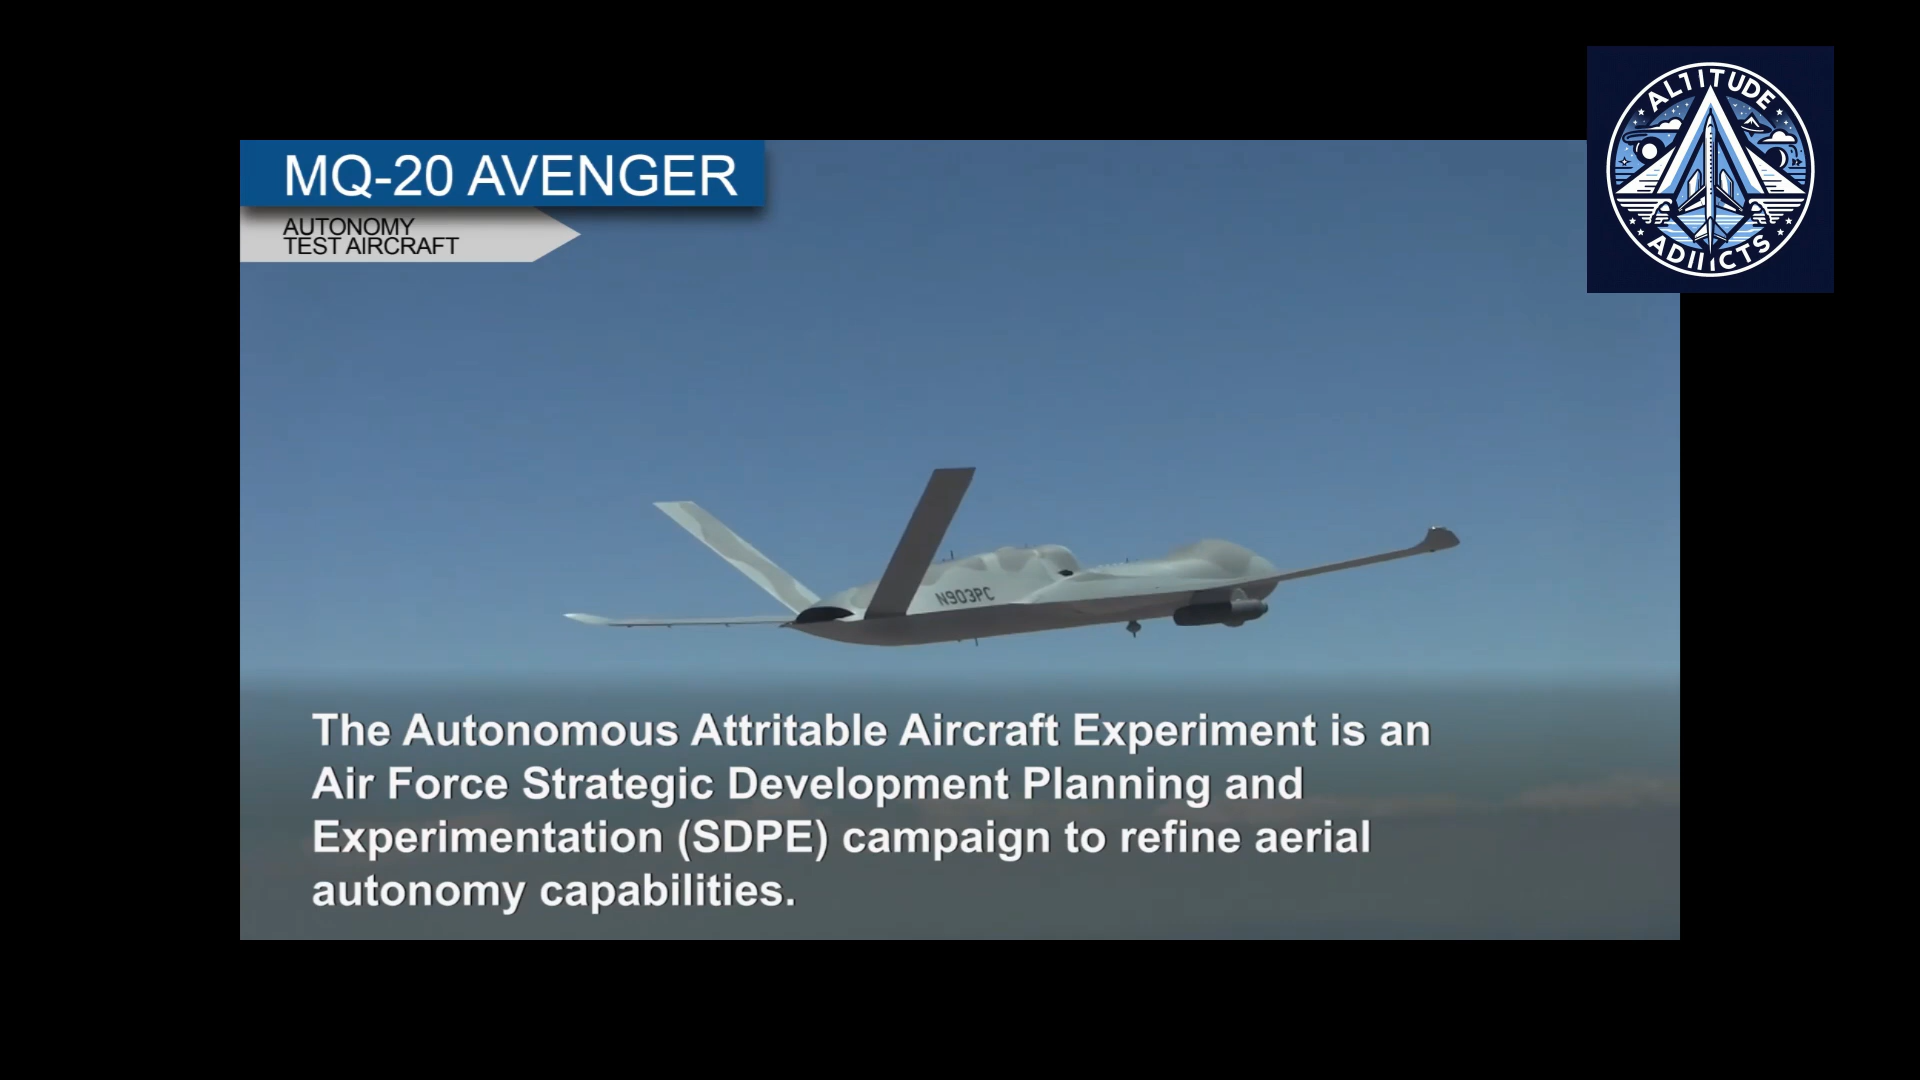 MQ-20 AVENGER
AUTONOMY
TEST AIRCRAFT
ALTITUDE
ADIIICTS
N903PC
The Autonomous Attritable Aircraft Experiment is an
Air Force Strategic Development Planning and
Experimentation (SDPE) campaign to refine aerial
autonomy capabilities.